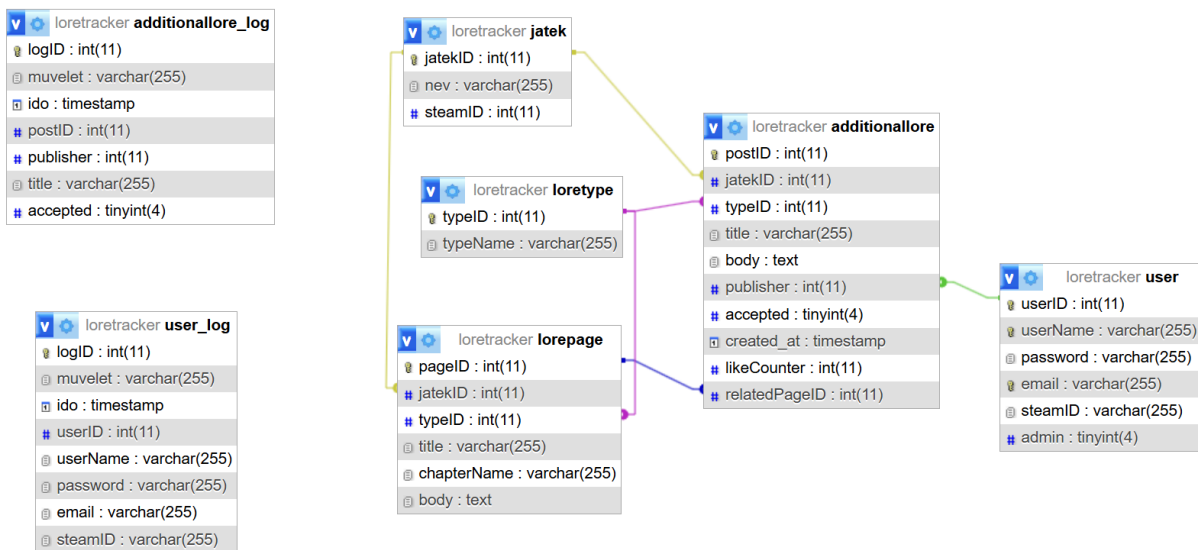 loretracker additionallore_log
logID : int(11)
muvelet : varchar(255)
ido : timestamp
postID : int(11)
publisher : int(11)
title : varchar(255)
accepted : tinyint(4)
loretracker jatek
jatekID : int(11)
nev : varchar(255)
steamID : int(11)
loretracker loretype
typeID : int(11)
typeName : varchar(255)
loretracker additionallore
postID : int(11)
jatekID : int(11)
typeID : int(11)
title : varchar(255)
body : text
publisher : int(11)
accepted : tinyint(4)
created_at : timestamp
likeCounter : int(11)
relatedPageID : int(11)
loretracker user
userID : int(11)
userName : varchar(255)
password : varchar(255)
email : varchar(255)
steamID : varchar(255)
admin : tinyint(4)
loretracker user_log
logID : int(11)
muvelet : varchar(255)
ido : timestamp
userID : int(11)
userName : varchar(255)
password : varchar(255)
email : varchar(255)
steamID : varchar(255)
loretracker lorepage
pageID : int(11)
jatekID : int(11)
typeID : int(11)
title : varchar(255)
chapterName : varchar(255)
body : text